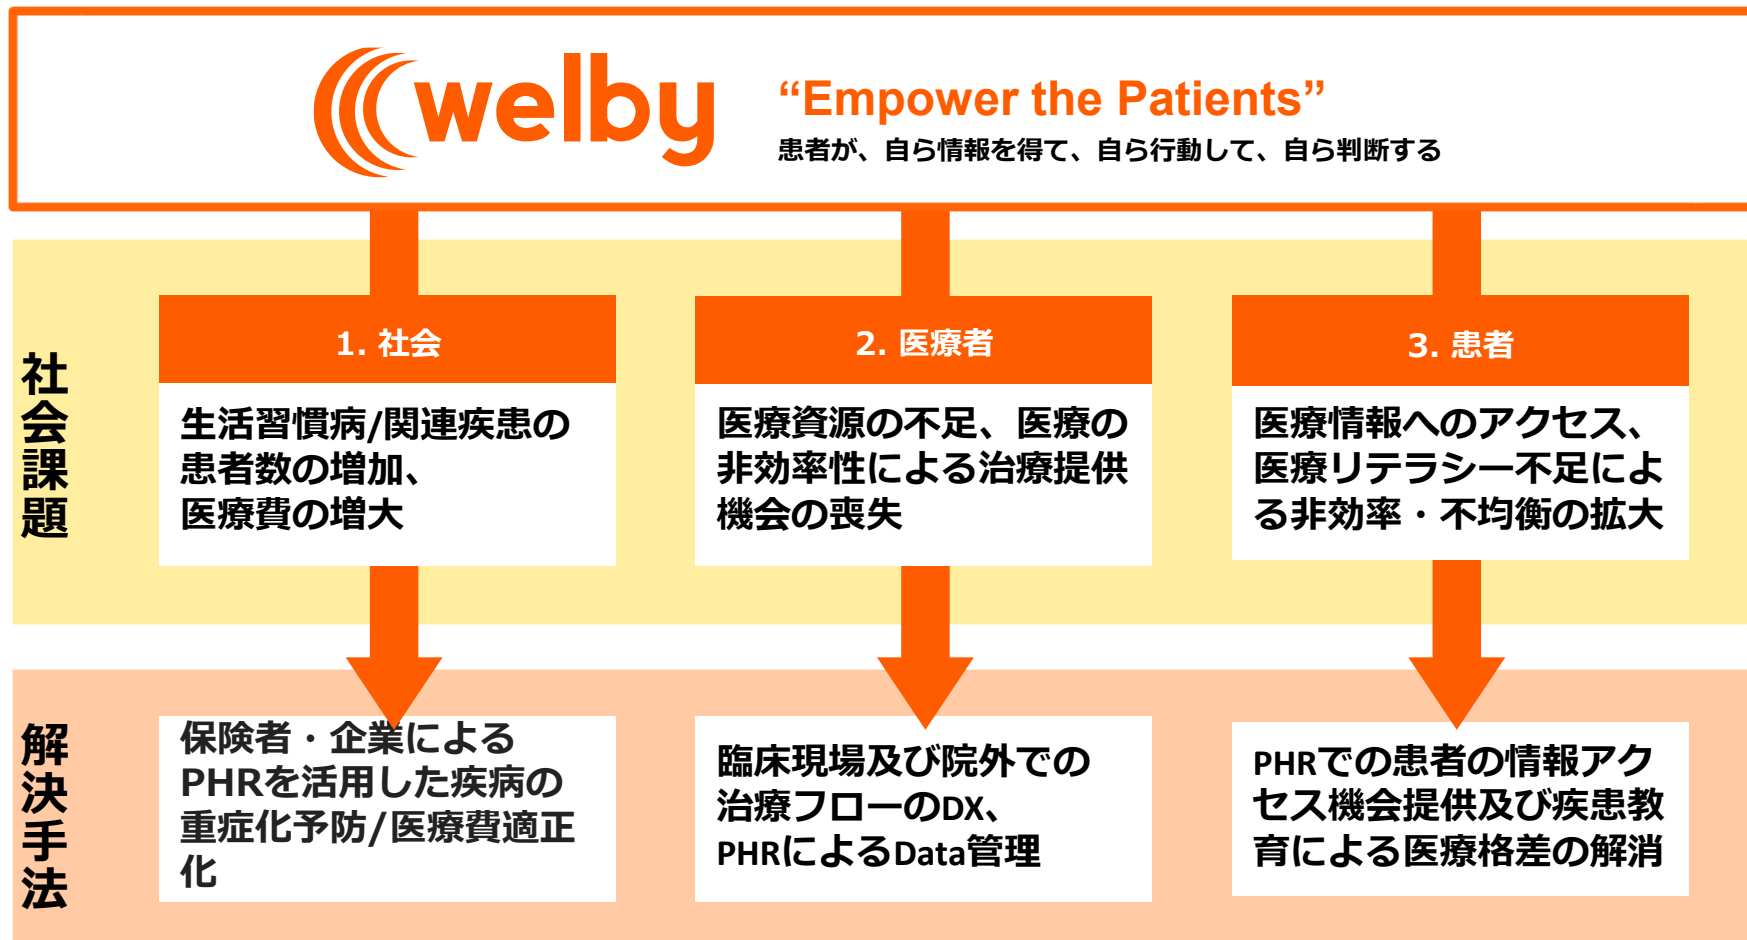 welby
“Empower the Patients”
患者が、自ら情報を得て、自ら行動して、自ら判断する
社会課題
1. 社会
生活習慣病/関連疾患の
患者数の増加、
医療費の増大
2. 医療者
医療資源の不足、医療の
非効率性による治療提供
機会の喪失
3. 患者
医療情報へのアクセス、
医療リテラシー不足によ
る非効率・不均衡の拡大
解決手法
保険者・企業による
PHRを活用した疾病の
重症化予防/医療費適正
化
臨床現場及び院外での
治療フローのDX、
PHRによるData管理
PHRでの患者の情報アク
セス機会提供及び疾患教
育による医療格差の解消